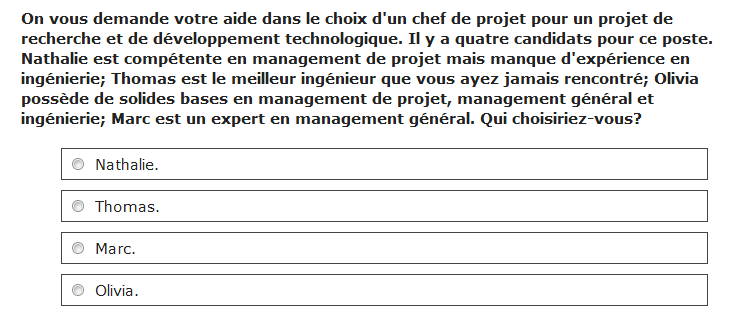 On vous demande votre aide dans le choix d'un chef de projet pour un projet de
recherche et de développement technologique. Il y a quatre candidats pour ce poste.
Nathalie est compétente en management de projet mais manque d'expérience en
ingénierie; Thomas est le meilleur ingénieur que vous ayez jamais rencontré; Olivia
possède de solides bases en management de projet, management général et
ingénierie; Marc est un expert en management général. Qui choisiriez-vous?
Nathalie.
Thomas.
Marc.
Olivia.